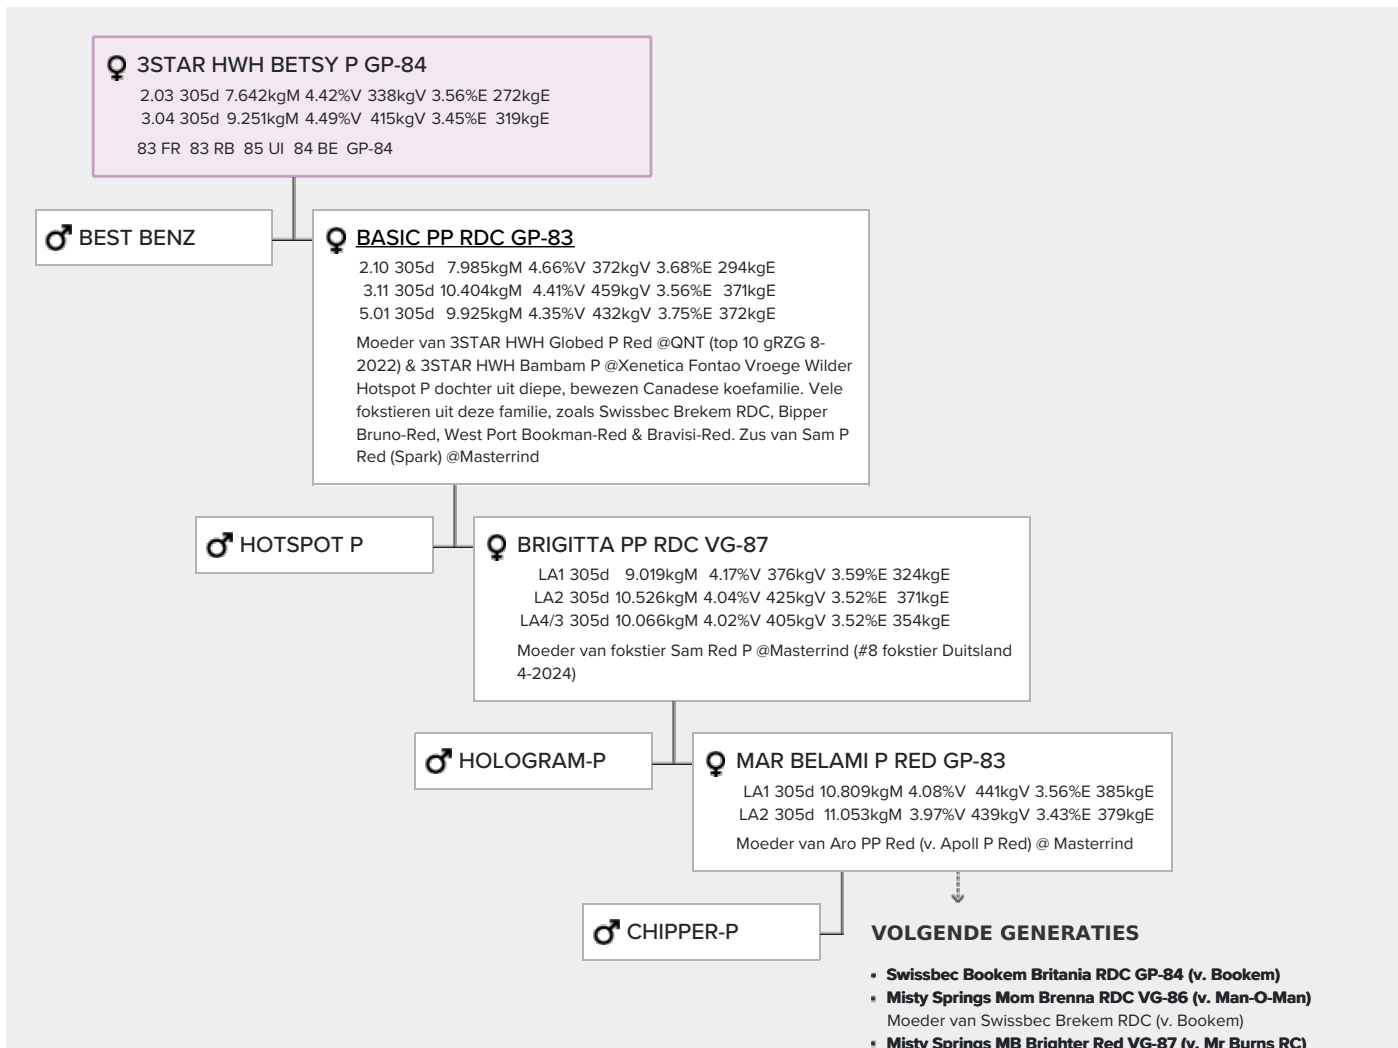 3STAR HWH BETSY P GP-84
2.03 305d 7.642kgM 4.42%V 338kgV 3.56%E 272kgE
3.04 305d 9.251kgM 4.49%V 415kgV 3.45%E 319kgE
83 FR 83 RB 85 UI 84 BE GP-84
BEST BENZ
BASIC PP RDC GP-83
2.10 305d 7.985kgM 4.66%V 372kgV 3.68%E 294kgE
3.11 305d 10.404kgM 4.41%V 459kgV 3.56%E 371kgE
5.01 305d 9.925kgM 4.35%V 432kgV 3.75%E 372kgE
Moeder van 3STAR HWH Globed P Red @QNT (top 10 gRZG 8-
2022) & 3STAR HWH Bambam P @Xenetica Fontao Vroege Wilder
Hotspot P dochter uit diepe, bewezen Canadese koefamilie. Vele
fokstieren uit deze familie, zoals Swissbec Brekem RDC, Bipper
Bruno-Red, West Port Bookman-Red & Bravisi-Red. Zus van Sam P
Red (Spark) @Masterrind
HOTSPOT P
BRIGITTA PP RDC VG-87
LA1 305d 9.019kgM 4.17%V 376kgV 3.59%E 324kgE
LA2 305d 10.526kgM 4.04%V 425kgV 3.52%E 371kgE
LA4/3 305d 10.066kgM 4.02%V 405kgV 3.52%E 354kgE
Moeder van fokstier Sam Red P @Masterrind (#8 fokstier Duitsland
4-2024)
HOLOGRAM-P
MAR BELAMI P RED GP-83
LA1 305d 10.809kgM 4.08%V 441kgV 3.56%E 385kgE
LA2 305d 11.053kgM 3.97%V 439kgV 3.43%E 379kgE
Moeder van Aro PP Red (v. Apoll P Red) @ Masterrind
CHIPPER-P
VOLGENDE GENERATIES
▪ Swissbec Bookem Britania RDC GP-84 (v. Bookem)
▪ Misty Springs Mom Brenna RDC VG-86 (v. Man-O-Man)
Moeder van Swissbec Brekem RDC (v. Bookem)
▪ Misty Springs MB Brighter Red VG-87 (v. Mr Burns RC)